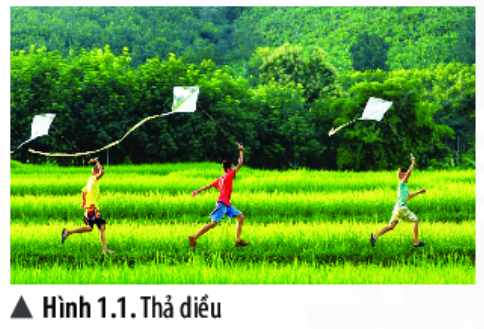 ▲ Hình 1.1. Thả diều